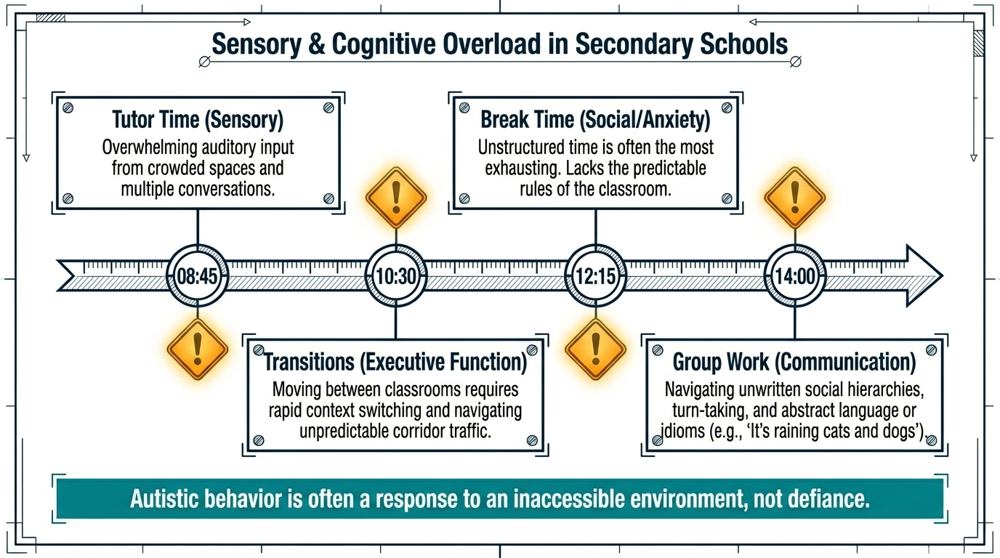 Sensory & Cognitive Overload in Secondary Schools
Tutor Time (Sensory)
Overwhelming auditory input
from crowded spaces and
multiple conversations.
Break Time (Social/Anxiety)
Unstructured time is often the most
exhausting. Lacks the predictable
rules of the classroom.
!
!
08:45
10:30
12:15
14:00
!
!
Transitions (Executive Function)
Moving between classrooms requires
rapid context switching and navigating
unpredictable corridor traffic.
Group Work (Communication)
Navigating unwritten social hierarchies,
turn-taking, and abstract language or
idioms (e.g., ‘It’s raining cats and dogs’).
Autistic behavior is often a response to an inaccessible environment, not defiance.